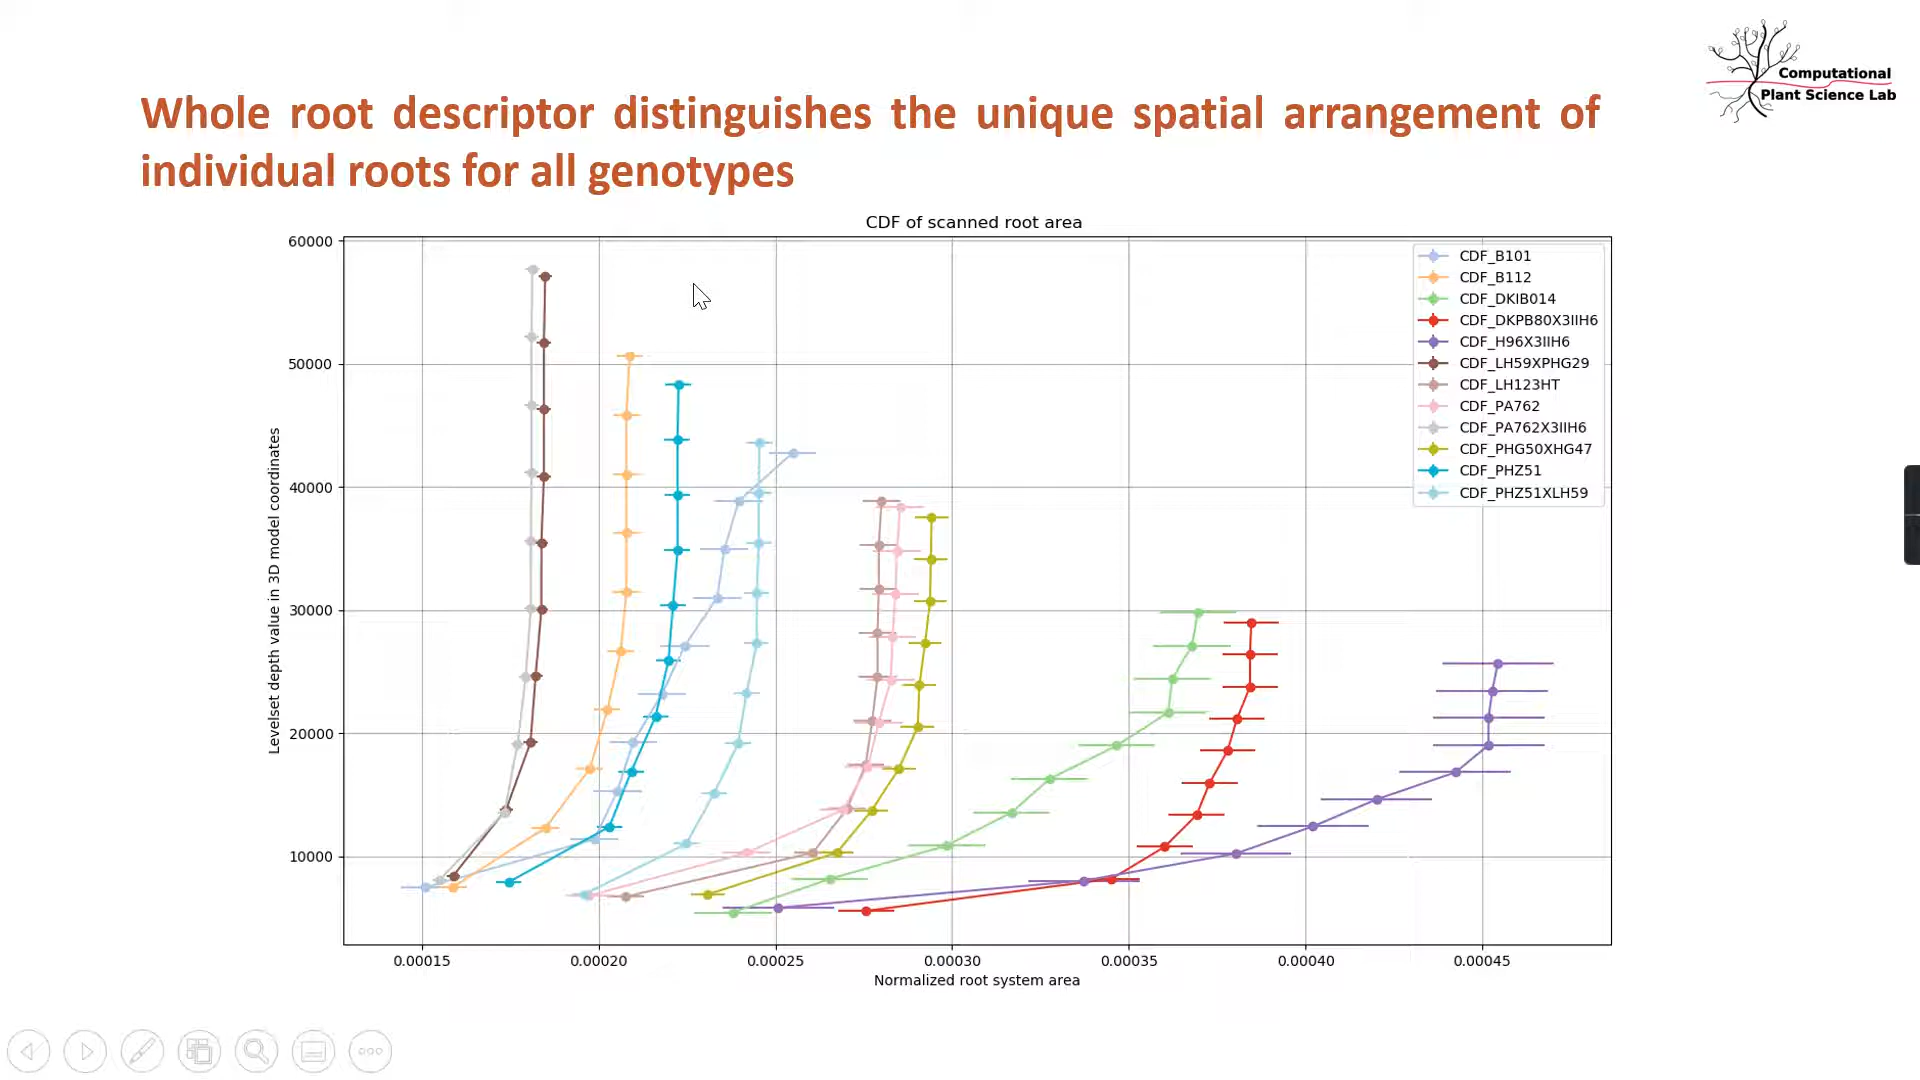 Computational
Plant Science Lab
Whole root descriptor distinguishes the unique spatial arrangement of
individual roots for all genotypes
CDF of scanned root area
60000
50000
40000
30000
20000
10000
Levelset depth value in 3D model coordinates
CDF_B101
CDF_B112
CDF_DKIB014
CDF_DKPB80X3IIH6
CDF_H96X3IIH6
CDF_LH59XPHG29
CDF_LH123HT
CDF_PA762
CDF_PA762X3IIH6
CDF_PHG50XHG47
CDF_PHZ51
CDF_PHZ51XLH59
0.00015 0.00020 0.00025 0.00030 0.00035 0.00040 0.00045
Normalized root system area